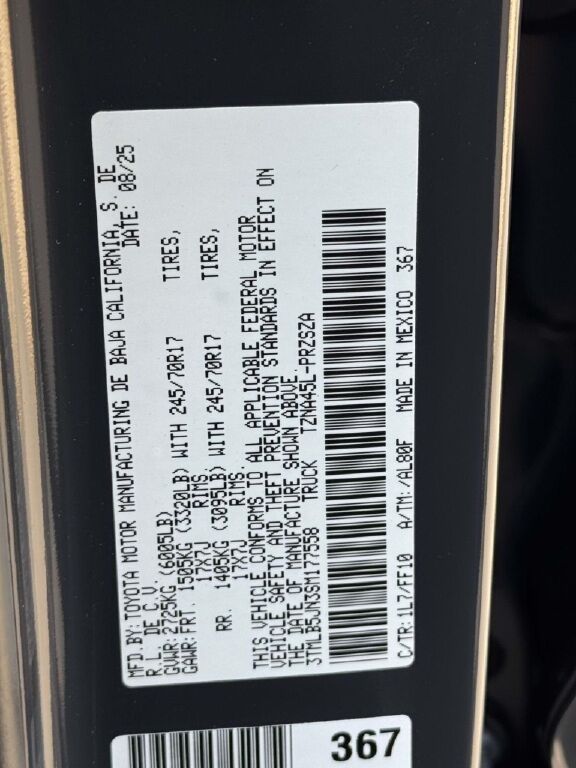 MFD.BY:TOYOTA MOTOR MANUFACTURING DE BAJA CALIFORNIA, S. DE
R.L. DE C.V. DATE: 08/25
GVWR:2725KG (6005LB)
GAWR:FRT. 1505KG (3320LB) WITH 245/70R17 TIRES,
17X7J RIMS.
RR. 1405KG (3095LB) WITH 245/70R17 TIRES,
17X7J RIMS.
THIS VEHICLE CONFORMS TO ALL APPLICABLE FEDERAL MOTOR
VEHICLE SAFETY AND THEFT PREVENTION STANDARDS IN EFFECT ON
THE DATE OF MANUFACTURE SHOWN ABOVE.
3TMLB5JN3SM177558 TRUCK TZNA45L-PRZSZA
C/TR:1L7/FF10 A/TM:/AL80F MADE IN MEXICO 367
367